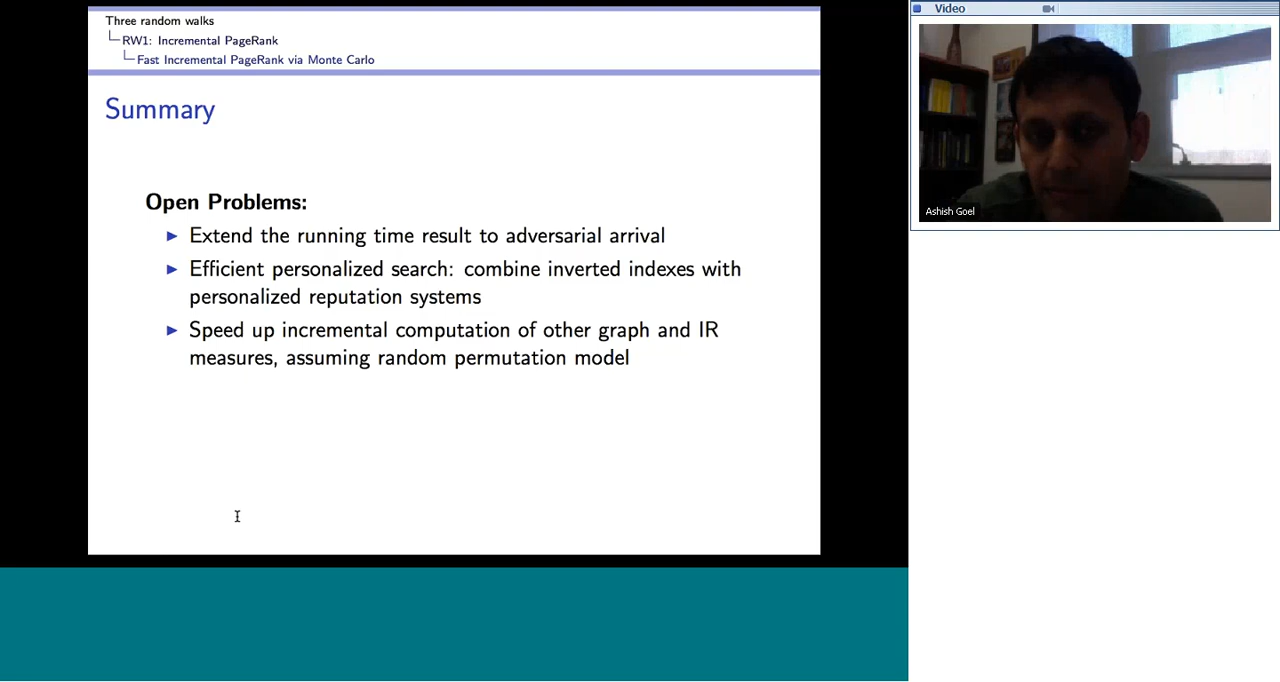 Three random walks
RW1: Incremental PageRank
Fast Incremental PageRank via Monte Carlo
Summary
Open Problems:
Extend the running time result to adversarial arrival
Efficient personalized search: combine inverted indexes with
personalized reputation systems
Speed up incremental computation of other graph and IR
measures, assuming random permutation model
Video
Ashish Goel